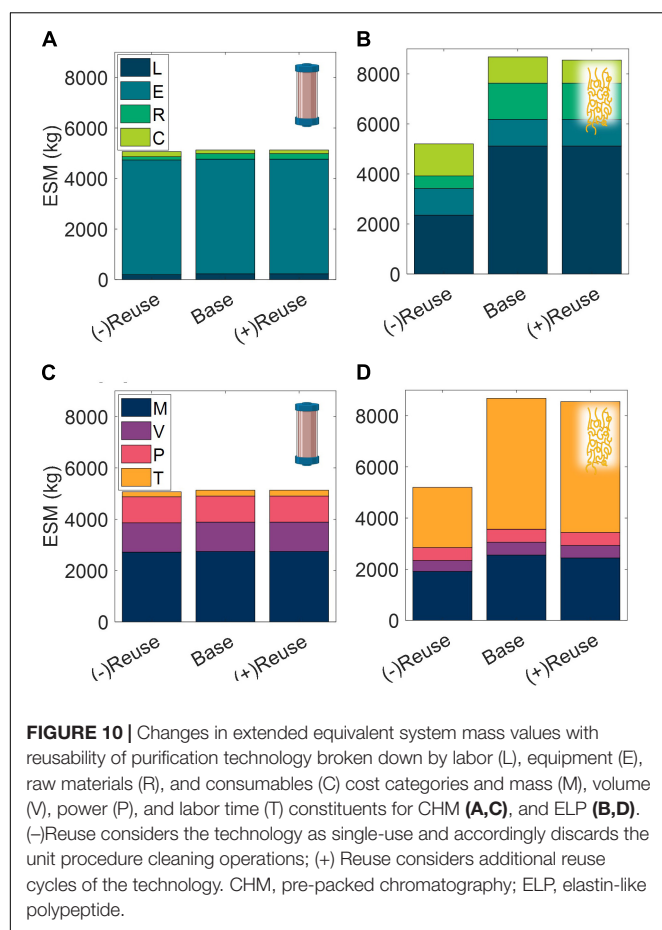 A
B
8000
6000
4000
2000
0
ESM (kg)
L
E
R
C
(-)Reuse
Base
(+)Reuse
8000
6000
4000
2000
0
(-)Reuse
Base
(+)Reuse
C
D
8000
6000
4000
2000
0
ESM (kg)
M
V
P
T
(-)Reuse
Base
(+)Reuse
8000
6000
4000
2000
0
(-)Reuse
Base
(+)Reuse
FIGURE 10 | Changes in extended equivalent system mass values with
reusability of purification technology broken down by labor (L), equipment (E),
raw materials (R), and consumables (C) cost categories and mass (M), volume
(V), power (P), and labor time (T) constituents for CHM (A,C), and ELP (B,D).
(–)Reuse considers the technology as single-use and accordingly discards the
unit procedure cleaning operations; (+) Reuse considers additional reuse
cycles of the technology. CHM, pre-packed chromatography; ELP, elastin-like
polypeptide.